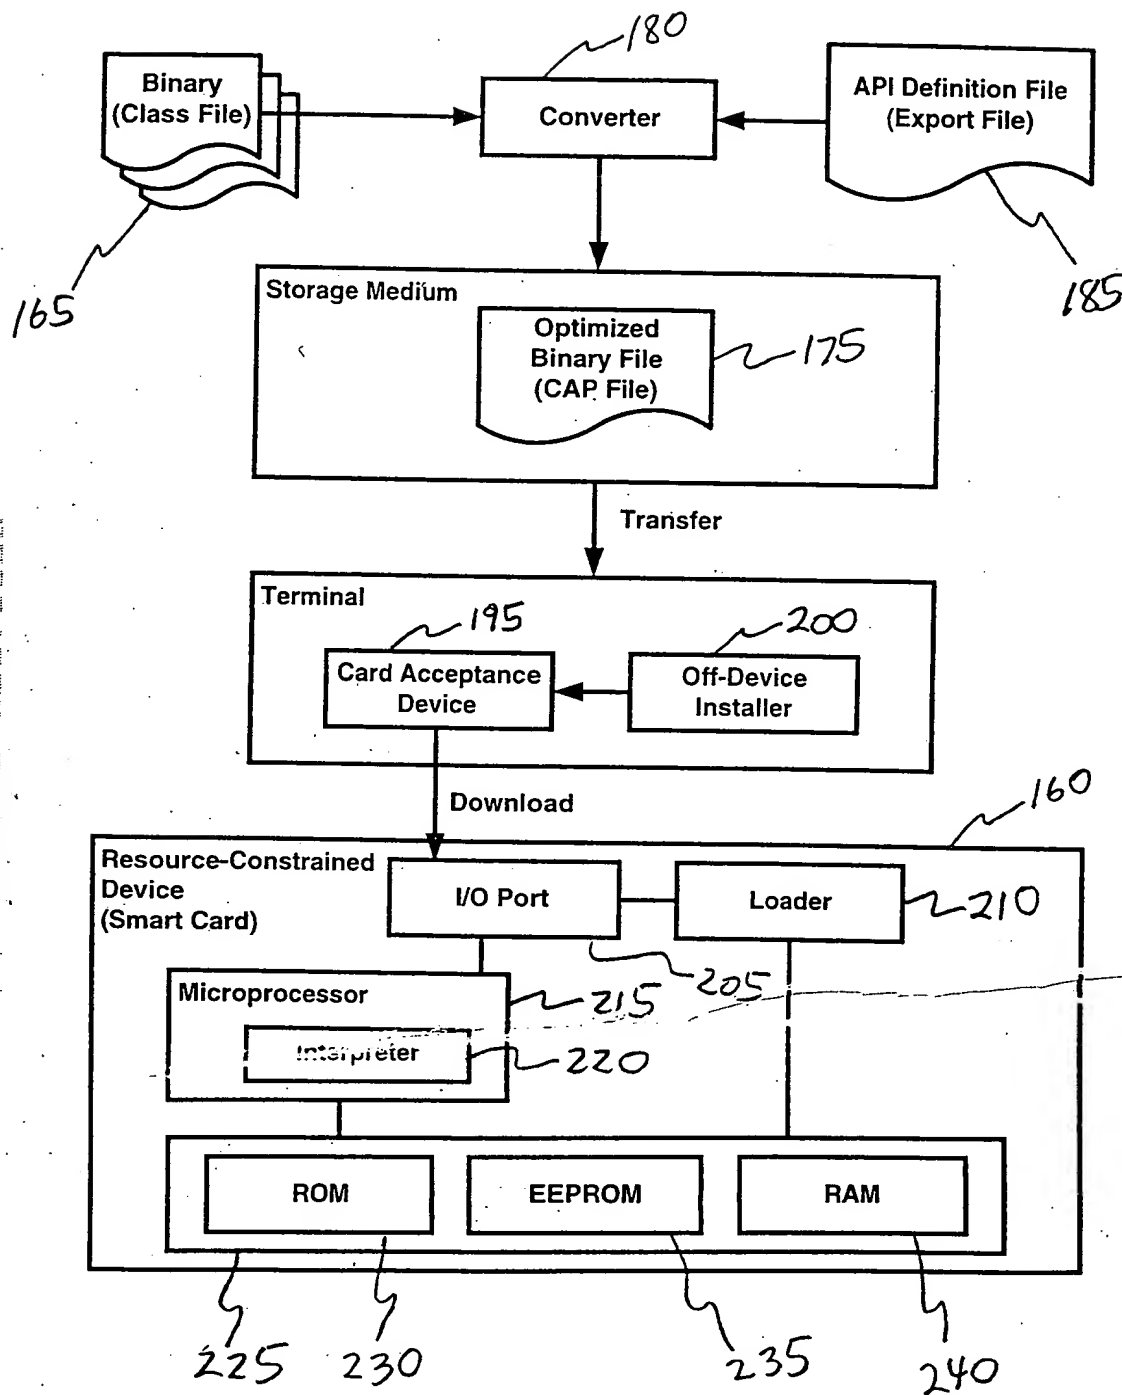 180
Binary
(Class File)
Converter
API Definition File
(Export File)
165
185
Storage Medium
Optimized
Binary File
(CAP File)
175
Transfer
Terminal
195
200
Card Acceptance
Device
Off-Device
Installer
Download
160
Resource-Constrained
Device
(Smart Card)
I/O Port
Loader
210
205
Microprocessor
215
Interpreter
220
ROM
EEPROM
RAM
225
230
235
240